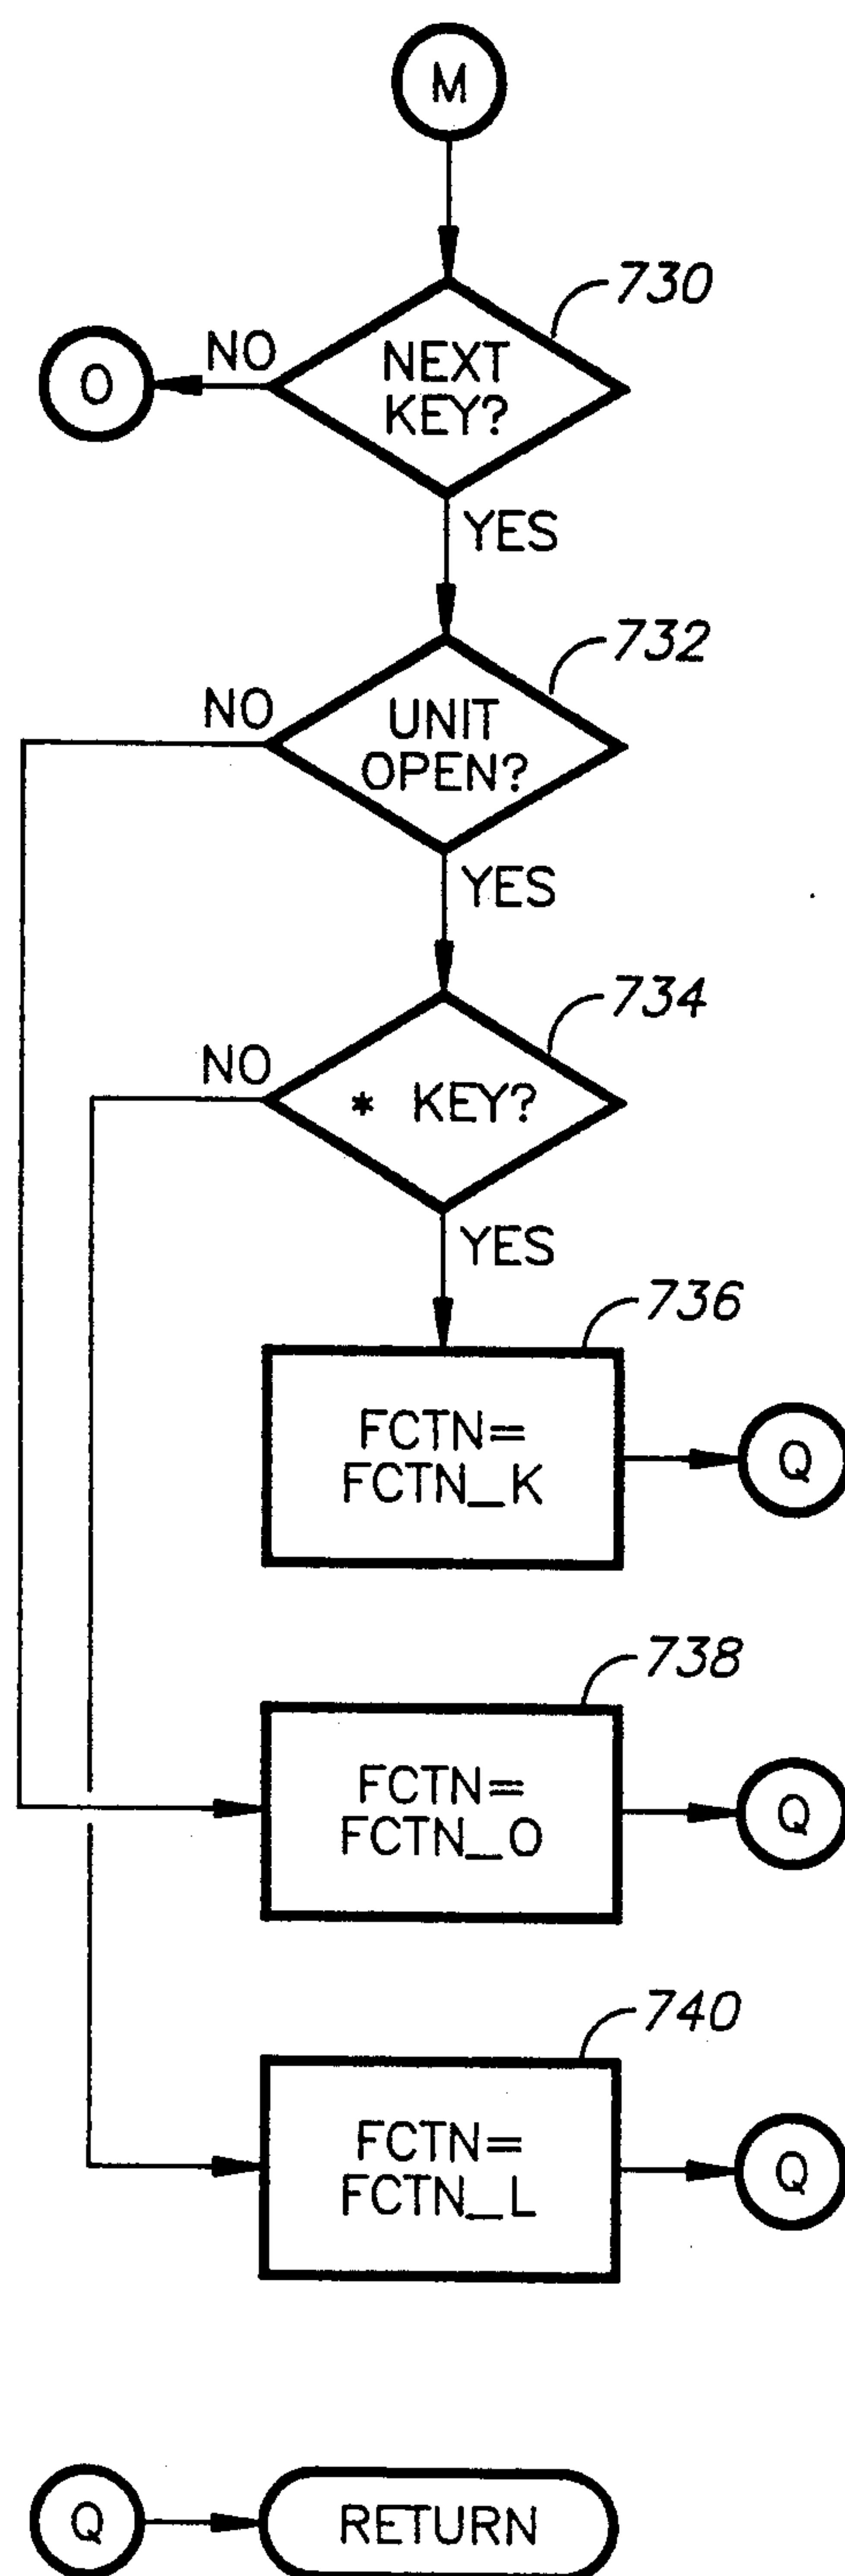 M
730
NO
O
NEXT
KEY?
YES
732
NO
UNIT
OPEN?
YES
734
NO
* KEY?
YES
736
FCTN=
FCTN_K
Q
738
FCTN=
FCTN_O
Q
740
FCTN=
FCTN_L
Q
Q
RETURN